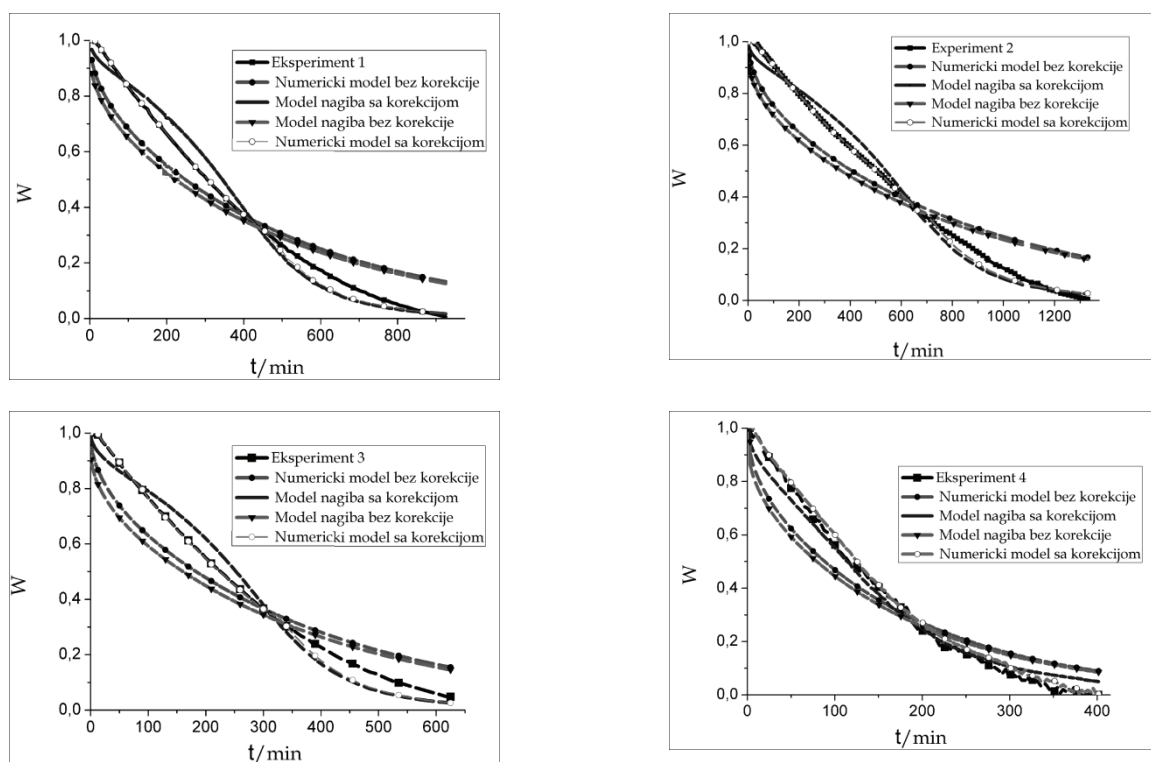 1,0
0,8
0,6
0,4
0,2
0,0
W
Eksperiment 1
Numericki model bez korekcije
Model nagiba sa korekcijom
Model nagiba bez korekcije
Numericki model sa korekcijom
0 200 400 600 800
t/min
1,0
0,8
0,6
0,4
0,2
0,0
W
Experiment 2
Numericki model bez korekcije
Model nagiba sa korekcijom
Model nagiba bez korekcije
Numericki model sa korekcijom
0 200 400 600 800 1000 1200
t/min
1,0
0,8
0,6
0,4
0,2
0,0
W
Eksperiment 3
Numericki model bez korekcije
Model nagiba sa korekcijom
Model nagiba bez korekcije
Numericki model sa korekcijom
0 100 200 300 400 500 600
t/min
1,0
0,8
0,6
0,4
0,2
0,0
W
Eksperiment 4
Numericki model bez korekcije
Model nagiba sa korekcijom
Model nagiba bez korekcije
Numericki model sa korekcijom
0 100 200 300 400
t/min